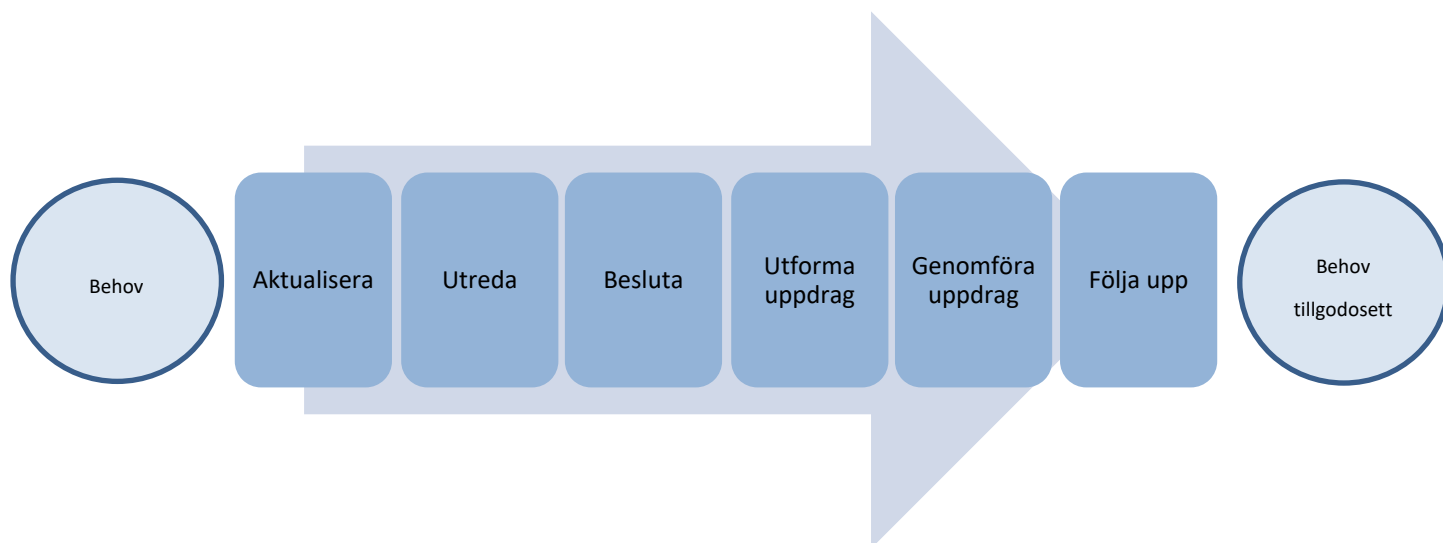 Behov
Aktualisera
Utreda
Besluta
Utforma
uppdrag
Genomföra
uppdrag
Följa upp
Behov
tillgodosett